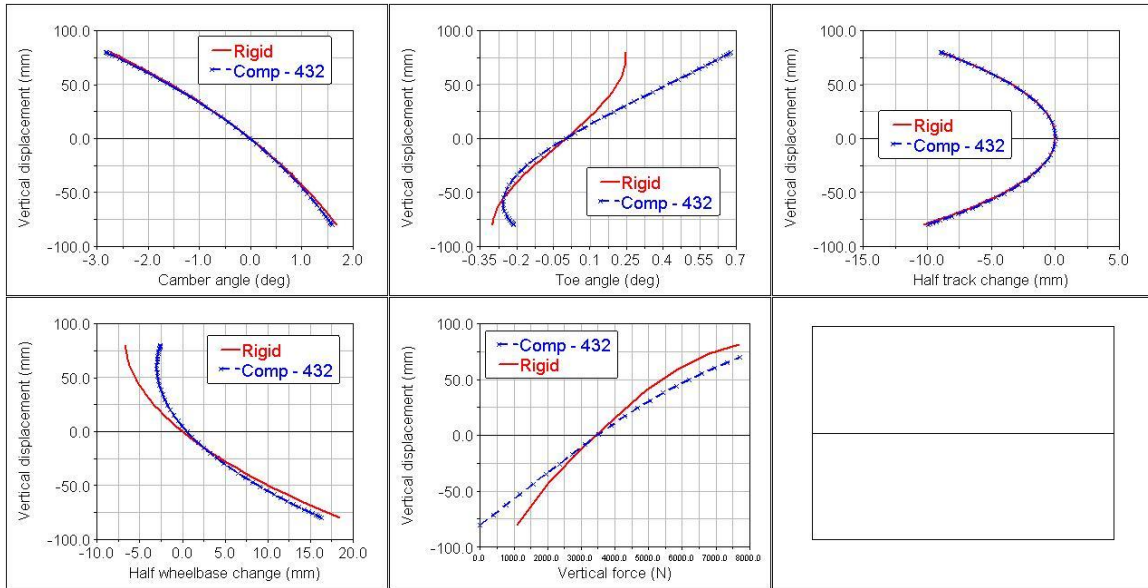 Vertical displacement (mm)
100.0
50.0
0.0
-50.0
-100.0
Rigid
Comp - 432
-3.0 -2.0 -1.0 0.0 1.0 2.0
Camber angle (deg)
Vertical displacement (mm)
100.0
50.0
0.0
-50.0
-100.0
Rigid
Comp - 432
-0.35 -0.2 -0.05 0.1 0.25 0.4 0.55 0.7
Toe angle (deg)
Vertical displacement (mm)
100.0
50.0
0.0
-50.0
-100.0
Rigid
Comp - 432
-15.0 -10.0 -5.0 0.0 5.0
Half track change (mm)
Vertical displacement (mm)
100.0
50.0
0.0
-50.0
-100.0
Rigid
Comp - 432
-10.0 -5.0 0.0 5.0 10.0 15.0 20.0
Half wheelbase change (mm)
Vertical displacement (mm)
100.0
50.0
0.0
-50.0
-100.0
Comp - 432
Rigid
0.0 1000.0 2000.0 3000.0 4000.0 5000.0 6000.0 7000.0 8000.0
Vertical force (N)